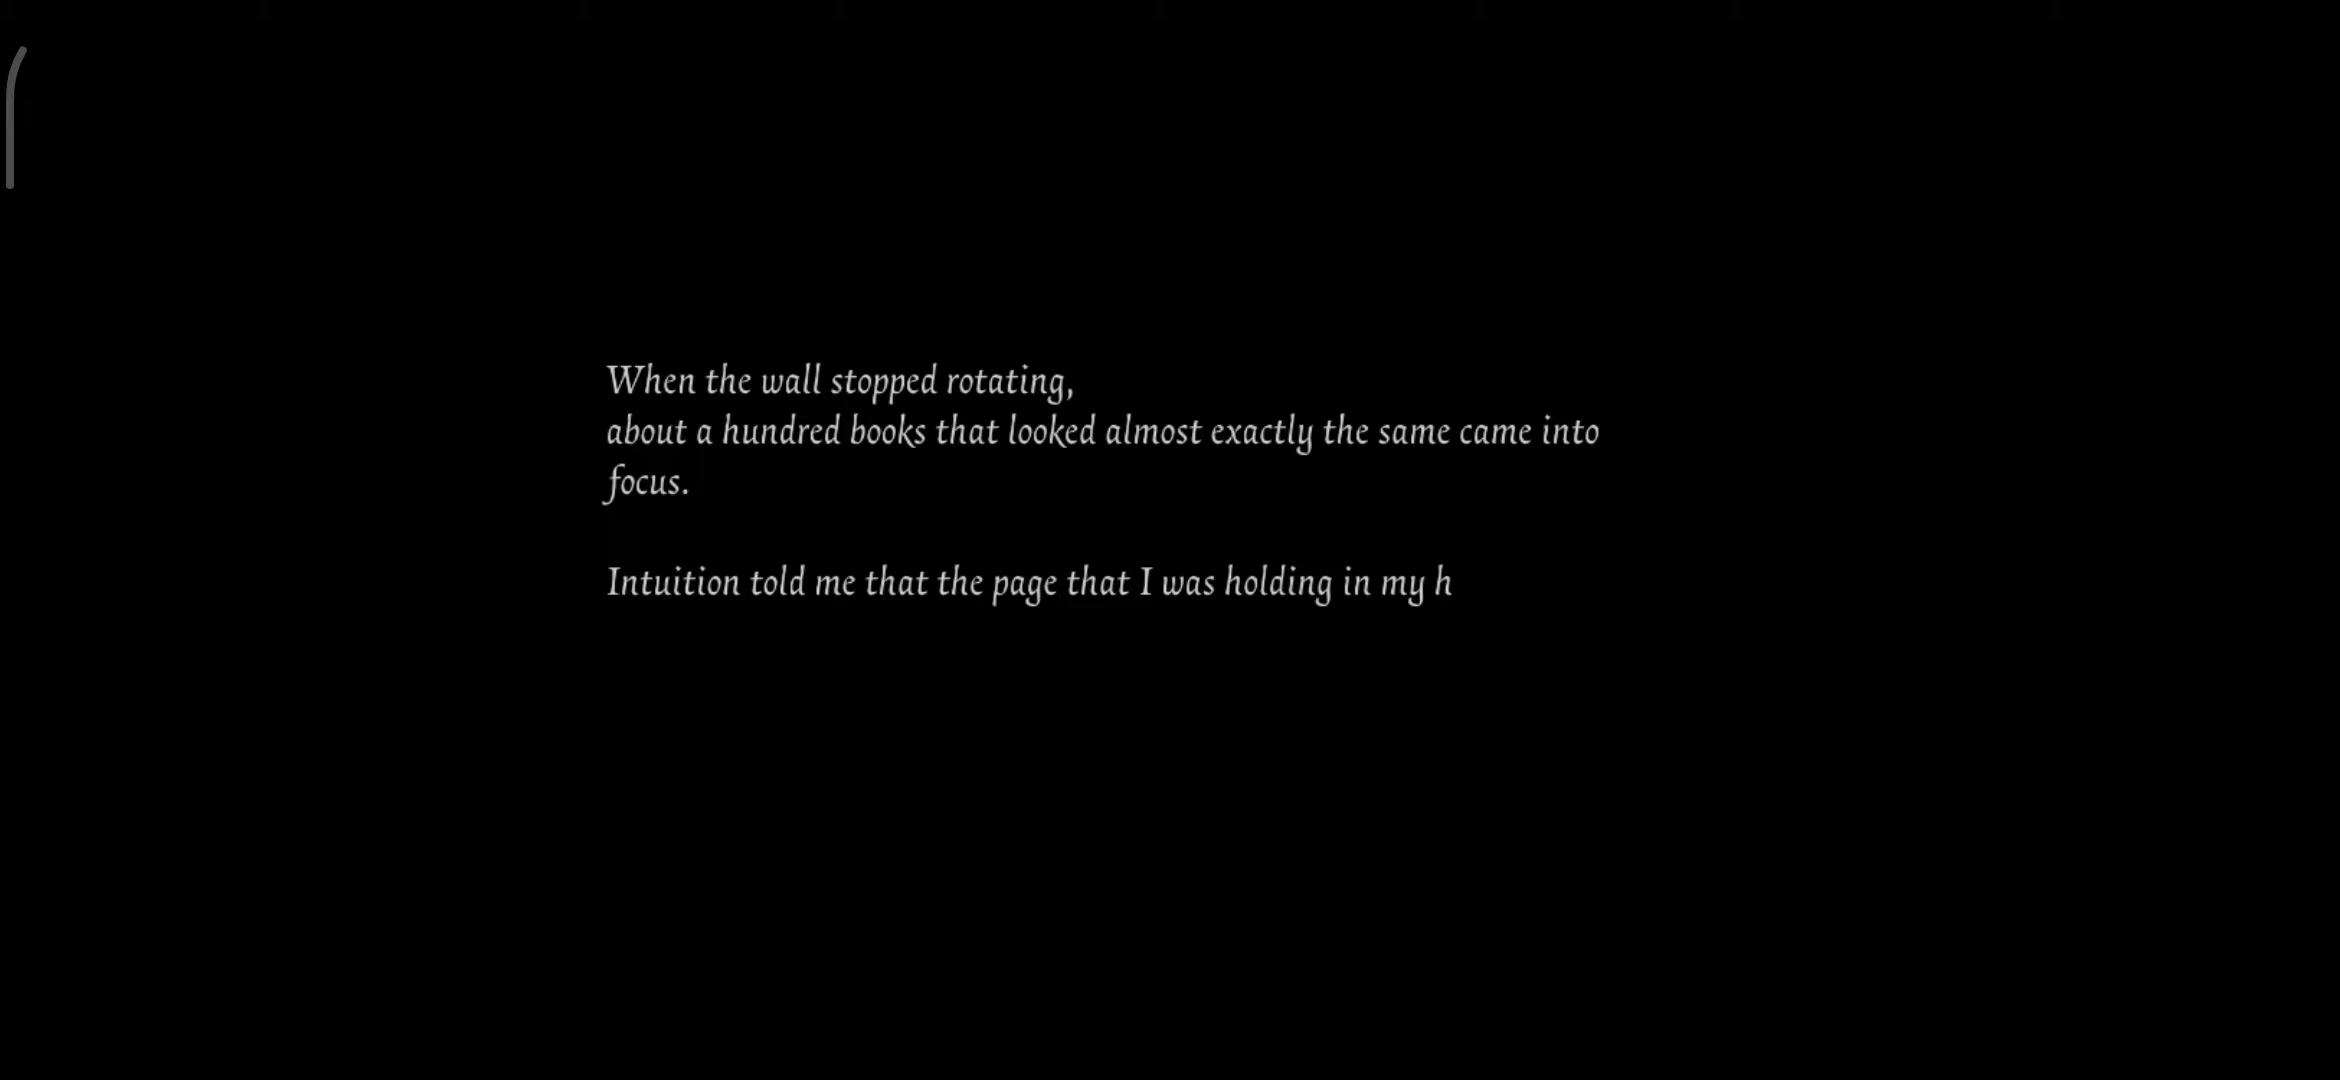 When the wall stopped rotating,
about a hundred books that looked almost exactly the same came into
focus.
Intuition told me that the page that I was holding in my h